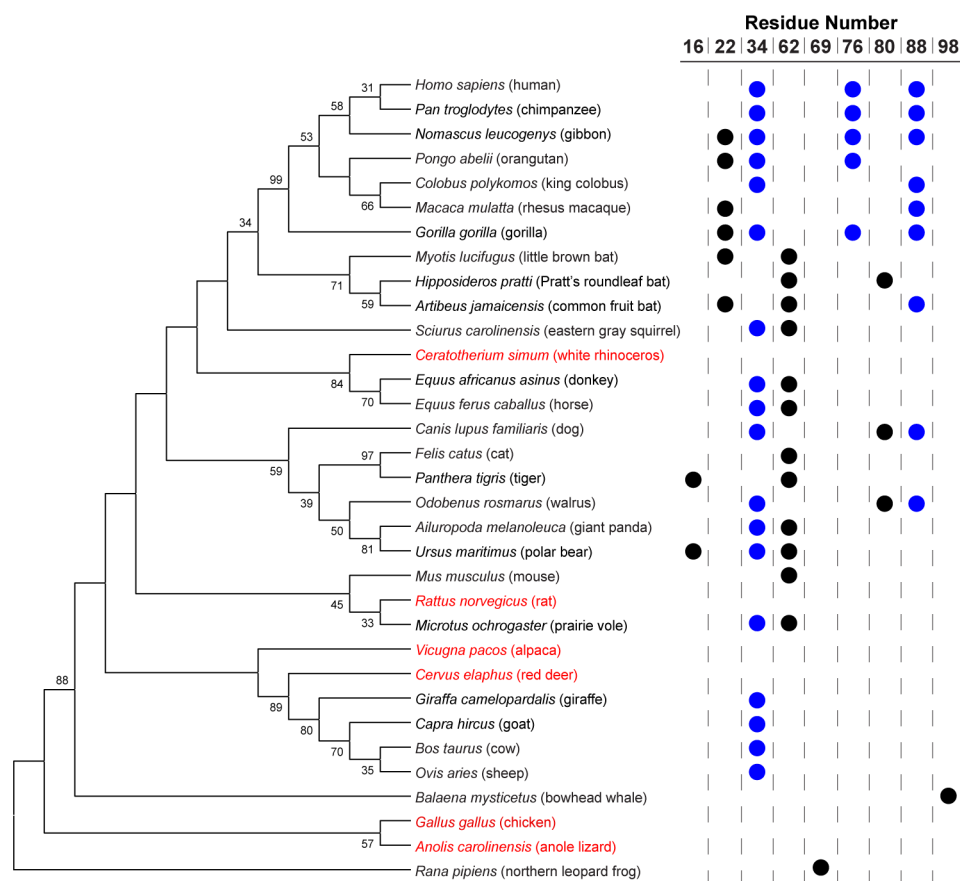 Residue Number
16 22 34 62 69 76 80 88 98
31 Homo sapiens (human)
58 Pan troglodytes (chimpanzee)
53 Nomascus leucogenys (gibbon)
Pongo abelii (orangutan)
99 Colobus polykomos (king colobus)
66 Macaca mulatta (rhesus macaque)
34 Gorilla gorilla (gorilla)
Myotis lucifugus (little brown bat)
71 Hipposideros pratti (Pratt's roundleaf bat)
59 Artibeus jamaicensis (common fruit bat)
Sciurus carolinensis (eastern gray squirrel)
Ceratotherium simum (white rhinoceros)
84 Equus africanus asinus (donkey)
70 Equus ferus caballus (horse)
Canis lupus familiaris (dog)
97 Felis catus (cat)
59 Panthera tigris (tiger)
39 Odobenus rosmarus (walrus)
50 Ailuropoda melanoleuca (giant panda)
81 Ursus maritimus (polar bear)
Mus musculus (mouse)
45 Rattus norvegicus (rat)
33 Microtus ochrogaster (prairie vole)
Vicugna pacos (alpaca)
88 Cervus elaphus (red deer)
89 Giraffa camelopardalis (giraffe)
80 Capra hircus (goat)
70 Bos taurus (cow)
35 Ovis aries (sheep)
Balaena mysticetus (bowhead whale)
Gallus gallus (chicken)
57 Anolis carolinensis (anole lizard)
Rana pipiens (northern leopard frog)